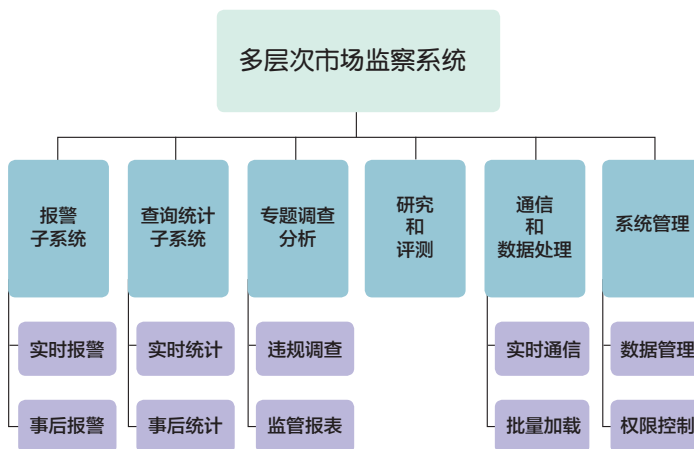 多层次市场监察系统
报警
子系统
查询统计
子系统
专题调查
分析
研究
和
评测
通信
和
数据处理
系统管理
实时报警
实时统计
违规调查
实时通信
数据管理
事后报警
事后统计
监管报表
批量加载
权限控制